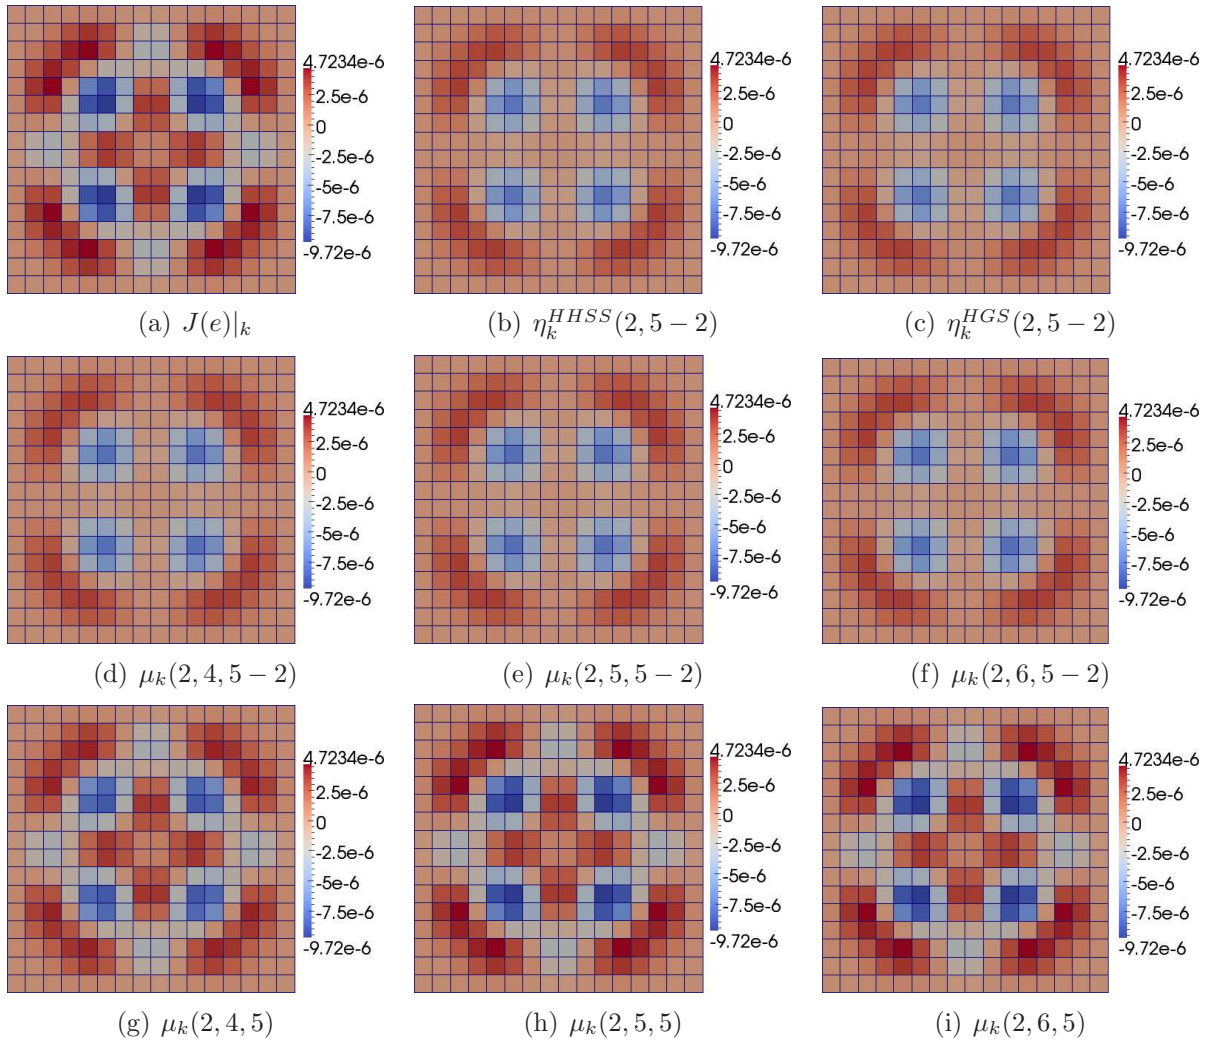 4.7234e-6
2.5e-6
0
-2.5e-6
-5e-6
-7.5e-6
-9.72e-6
4.7234e-6
2.5e-6
0
-2.5e-6
-5e-6
-7.5e-6
-9.72e-6
4.7234e-6
2.5e-6
0
-2.5e-6
-5e-6
-7.5e-6
-9.72e-6
(a) $J(e)|_k$
(b) $\eta_k^{HHSS}(2, 5-2)$
(c) $\eta_k^{HGS}(2, 5-2)$
4.7234e-6
2.5e-6
0
-2.5e-6
-5e-6
-7.5e-6
-9.72e-6
4.7234e-6
2.5e-6
0
-2.5e-6
-5e-6
-7.5e-6
-9.72e-6
4.7234e-6
2.5e-6
0
-2.5e-6
-5e-6
-7.5e-6
-9.72e-6
(d) $\mu_k(2, 4, 5-2)$
(e) $\mu_k(2, 5, 5-2)$
(f) $\mu_k(2, 6, 5-2)$
4.7234e-6
2.5e-6
0
-2.5e-6
-5e-6
-7.5e-6
-9.72e-6
4.7234e-6
2.5e-6
0
-2.5e-6
-5e-6
-7.5e-6
-9.72e-6
4.7234e-6
2.5e-6
0
-2.5e-6
-5e-6
-7.5e-6
-9.72e-6
(g) $\mu_k(2, 4, 5)$
(h) $\mu_k(2, 5, 5)$
(i) $\mu_k(2, 6, 5)$